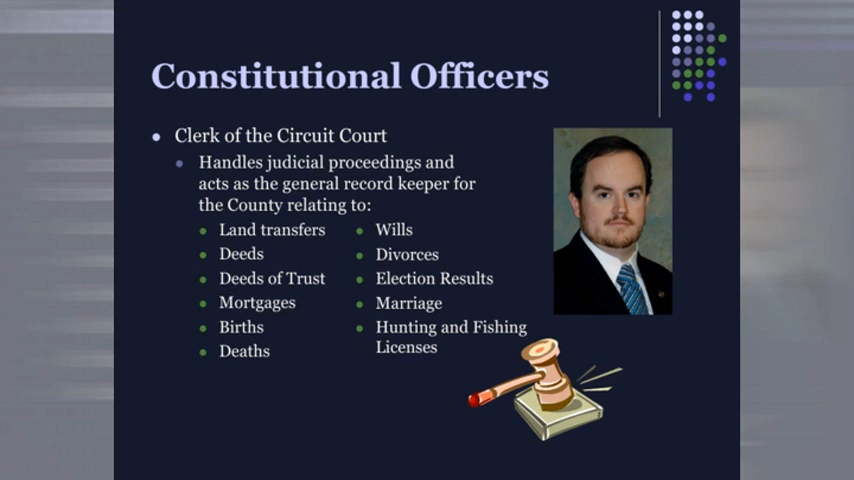 Constitutional Officers
Clerk of the Circuit Court
Handles judicial proceedings and
acts as the general record keeper for
the County relating to:
Land transfers
Deeds
Deeds of Trust
Mortgages
Births
Deaths
Wills
Divorces
Election Results
Marriage
Hunting and Fishing
Licenses